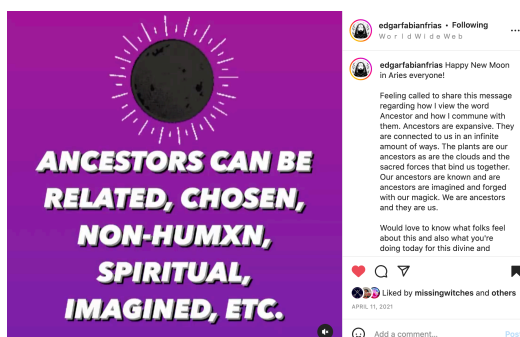 ANCESTORS CAN BE
RELATED, CHOSEN,
NON-HUMXN,
SPIRITUAL,
IMAGINED, ETC.
edgarfabianfrias • Following
World Wide Web
edgarfabianfrias Happy New Moon
in Aries everyone!
Feeling called to share this message
regarding how I view the word
Ancestor and how I commune with
them. Ancestors are expansive. They
are connected to us in an infinite
amount of ways. The plants are our
ancestors as are the clouds and the
sacred forces that bind us together.
Our ancestors are known and are
ancestors are imagined and forged
with our magick. We are ancestors
and they are us.
Would love to know what folks feel
about this and also what you're
doing today for this divine and
Liked by missingwitches and others
APRIL 11, 2021
Add a comment...
Post